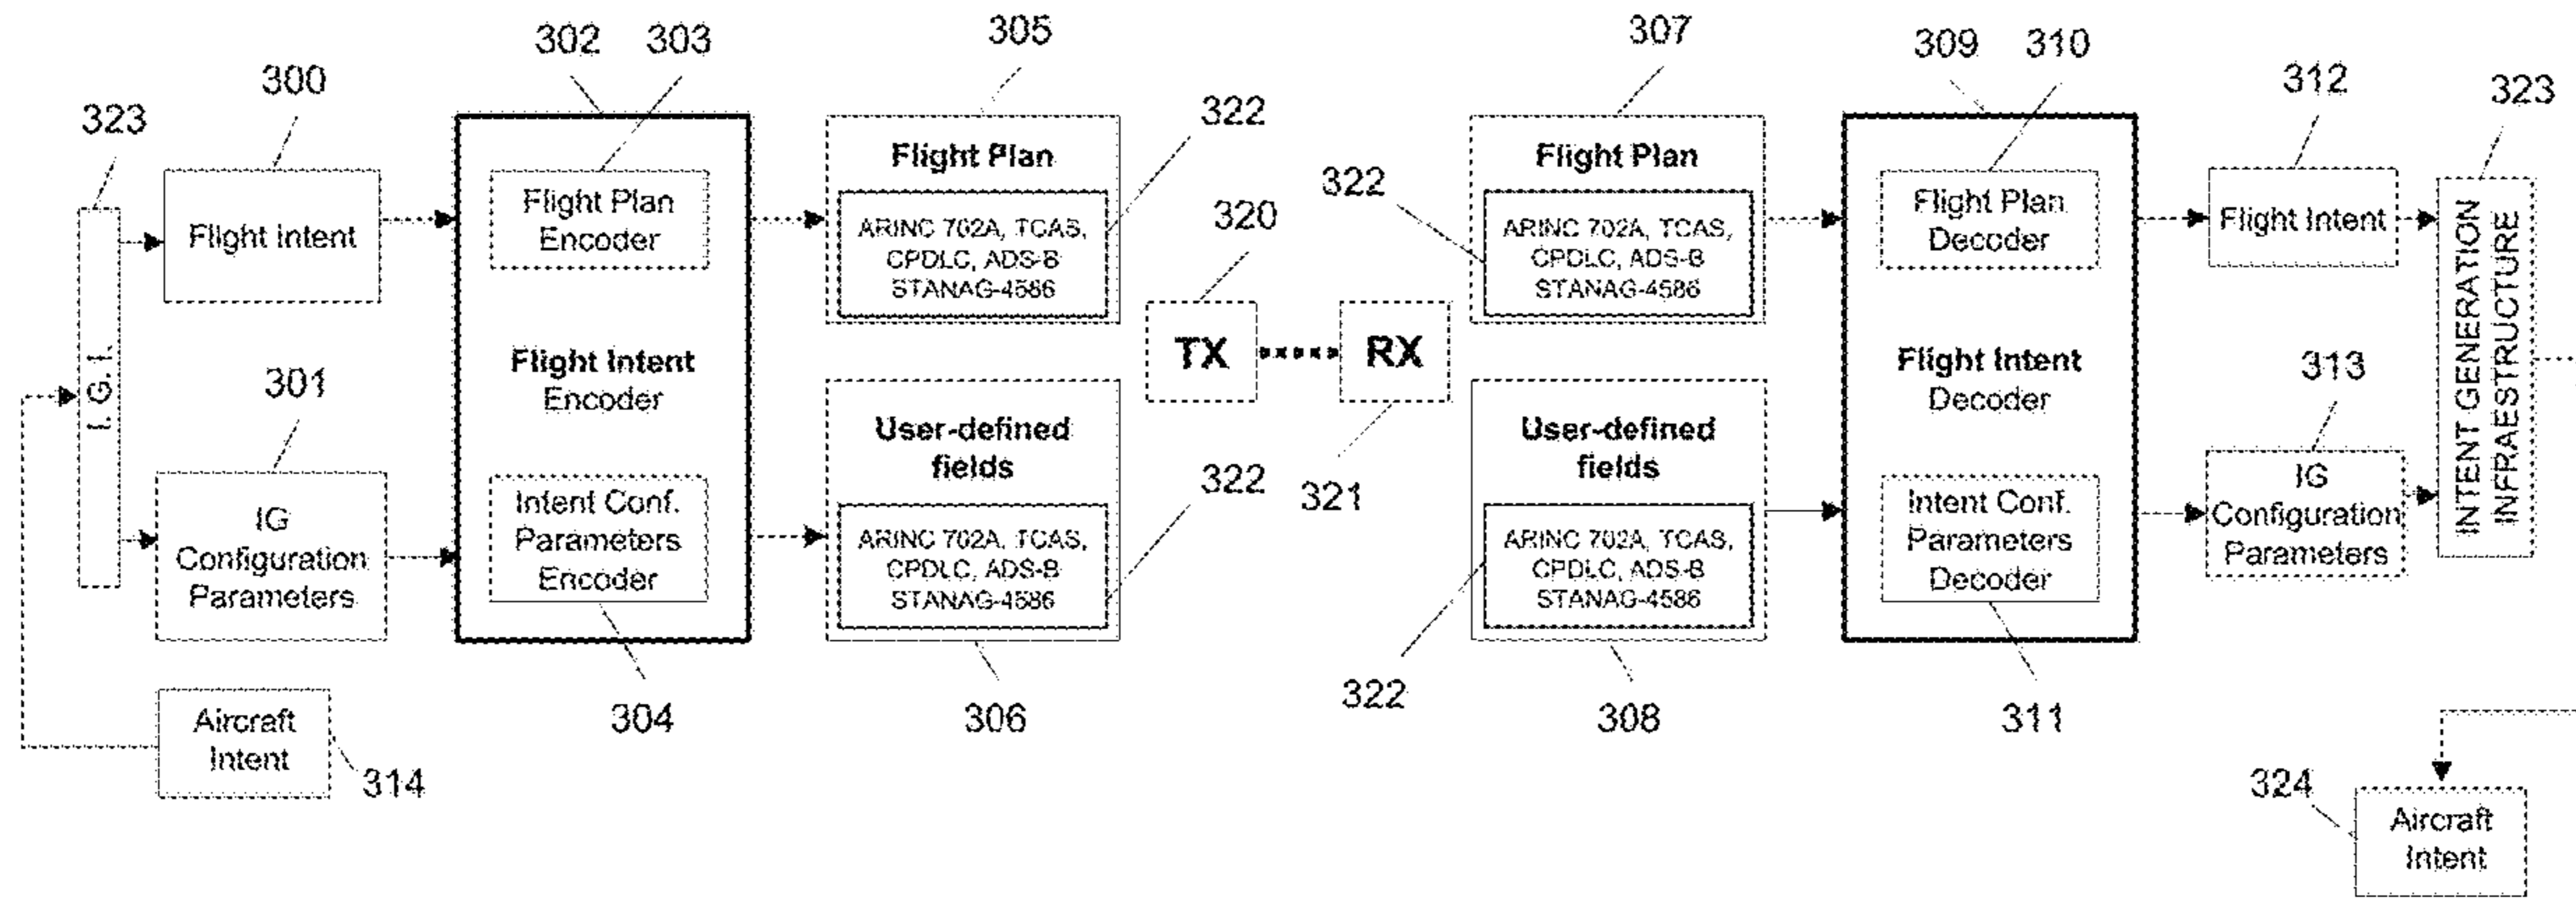 302
303
305
307
309
310
300
312
323
323
322
Flight Plan
Flight Plan
322
Flight Intent
Flight Plan
Encoder
ARINC 702A, TCAS,
CPDLC, ADS-B
STANAG-4586
320
ARINC 702A, TCAS,
CPDLC, ADS-B
STANAG-4586
Flight Plan
Decoder
Flight Intent
INTENT GENERATION
INFRAESTRUCTURE
I. G. I.
301
Flight Intent
Encoder
TX
RX
Flight Intent
Decoder
313
User-defined
fields
322
321
User-defined
fields
IG
Configuration
Parameters
Intent Conf.
Parameters
Encoder
ARINC 702A, TCAS,
CPDLC, ADS-B
STANAG-4586
ARINC 702A, TCAS,
CPDLC, ADS-B
STANAG-4586
Intent Conf.
Parameters
Decoder
IG
Configuration
Parameters
322
304
306
308
311
Aircraft
Intent
314
324
Aircraft
Intent